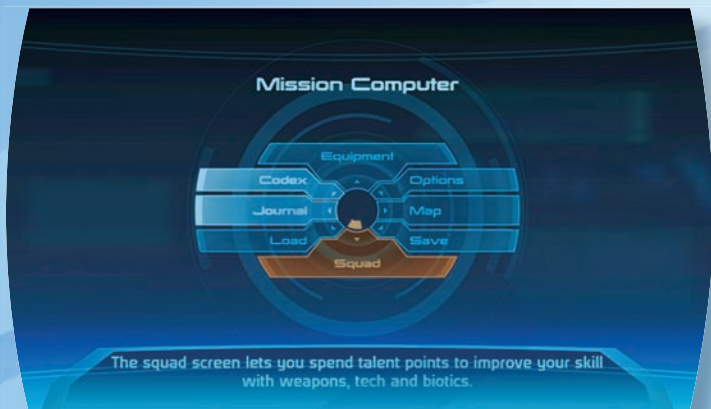 Mission Computer
Equipment
Codex
Options
Journal
Map
Load
Save
Squad
The squad screen lets you spend talent points to improve your skill
with weapons, tech and biotics.